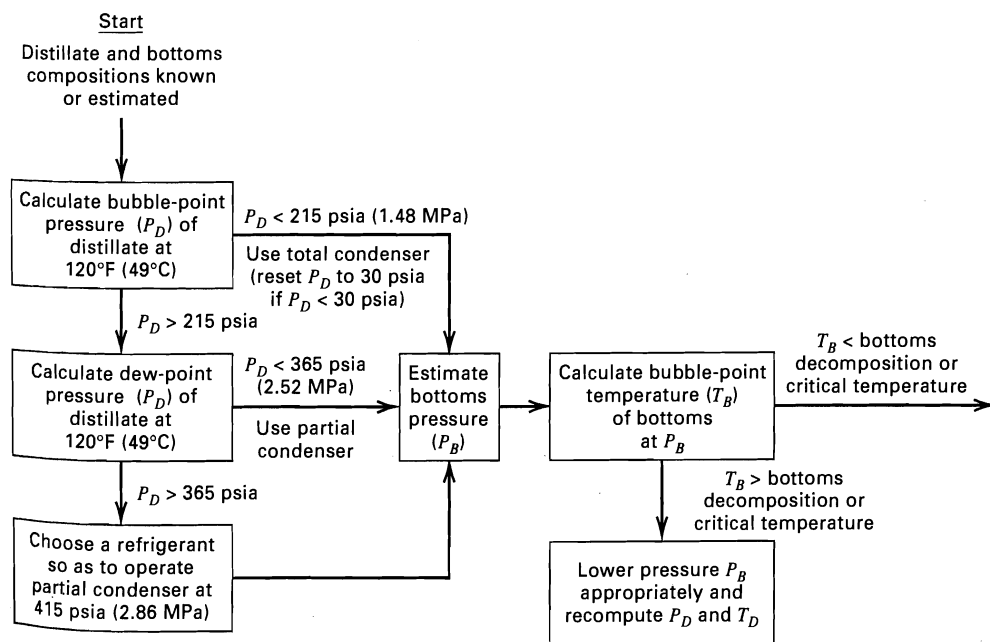 Start
Distillate and bottoms
compositions known
or estimated
Calculate bubble-point
pressure (P_D) of
distillate at
120°F (49°C)
P_D < 215 psia (1.48 MPa)
Use total condenser
(reset P_D to 30 psia
if P_D < 30 psia)
P_D > 215 psia
Calculate dew-point
pressure (P_D) of
distillate at
120°F (49°C)
P_D < 365 psia
(2.52 MPa)
Use partial
condenser
Estimate
bottoms
pressure
(P_B)
Calculate bubble-point
temperature (T_B)
of bottoms
at P_B
T_B < bottoms
decomposition or
critical temperature
P_D > 365 psia
Choose a refrigerant
so as to operate
partial condenser at
415 psia (2.86 MPa)
T_B > bottoms
decomposition or
critical temperature
Lower pressure P_B
appropriately and
recompute P_D and T_D